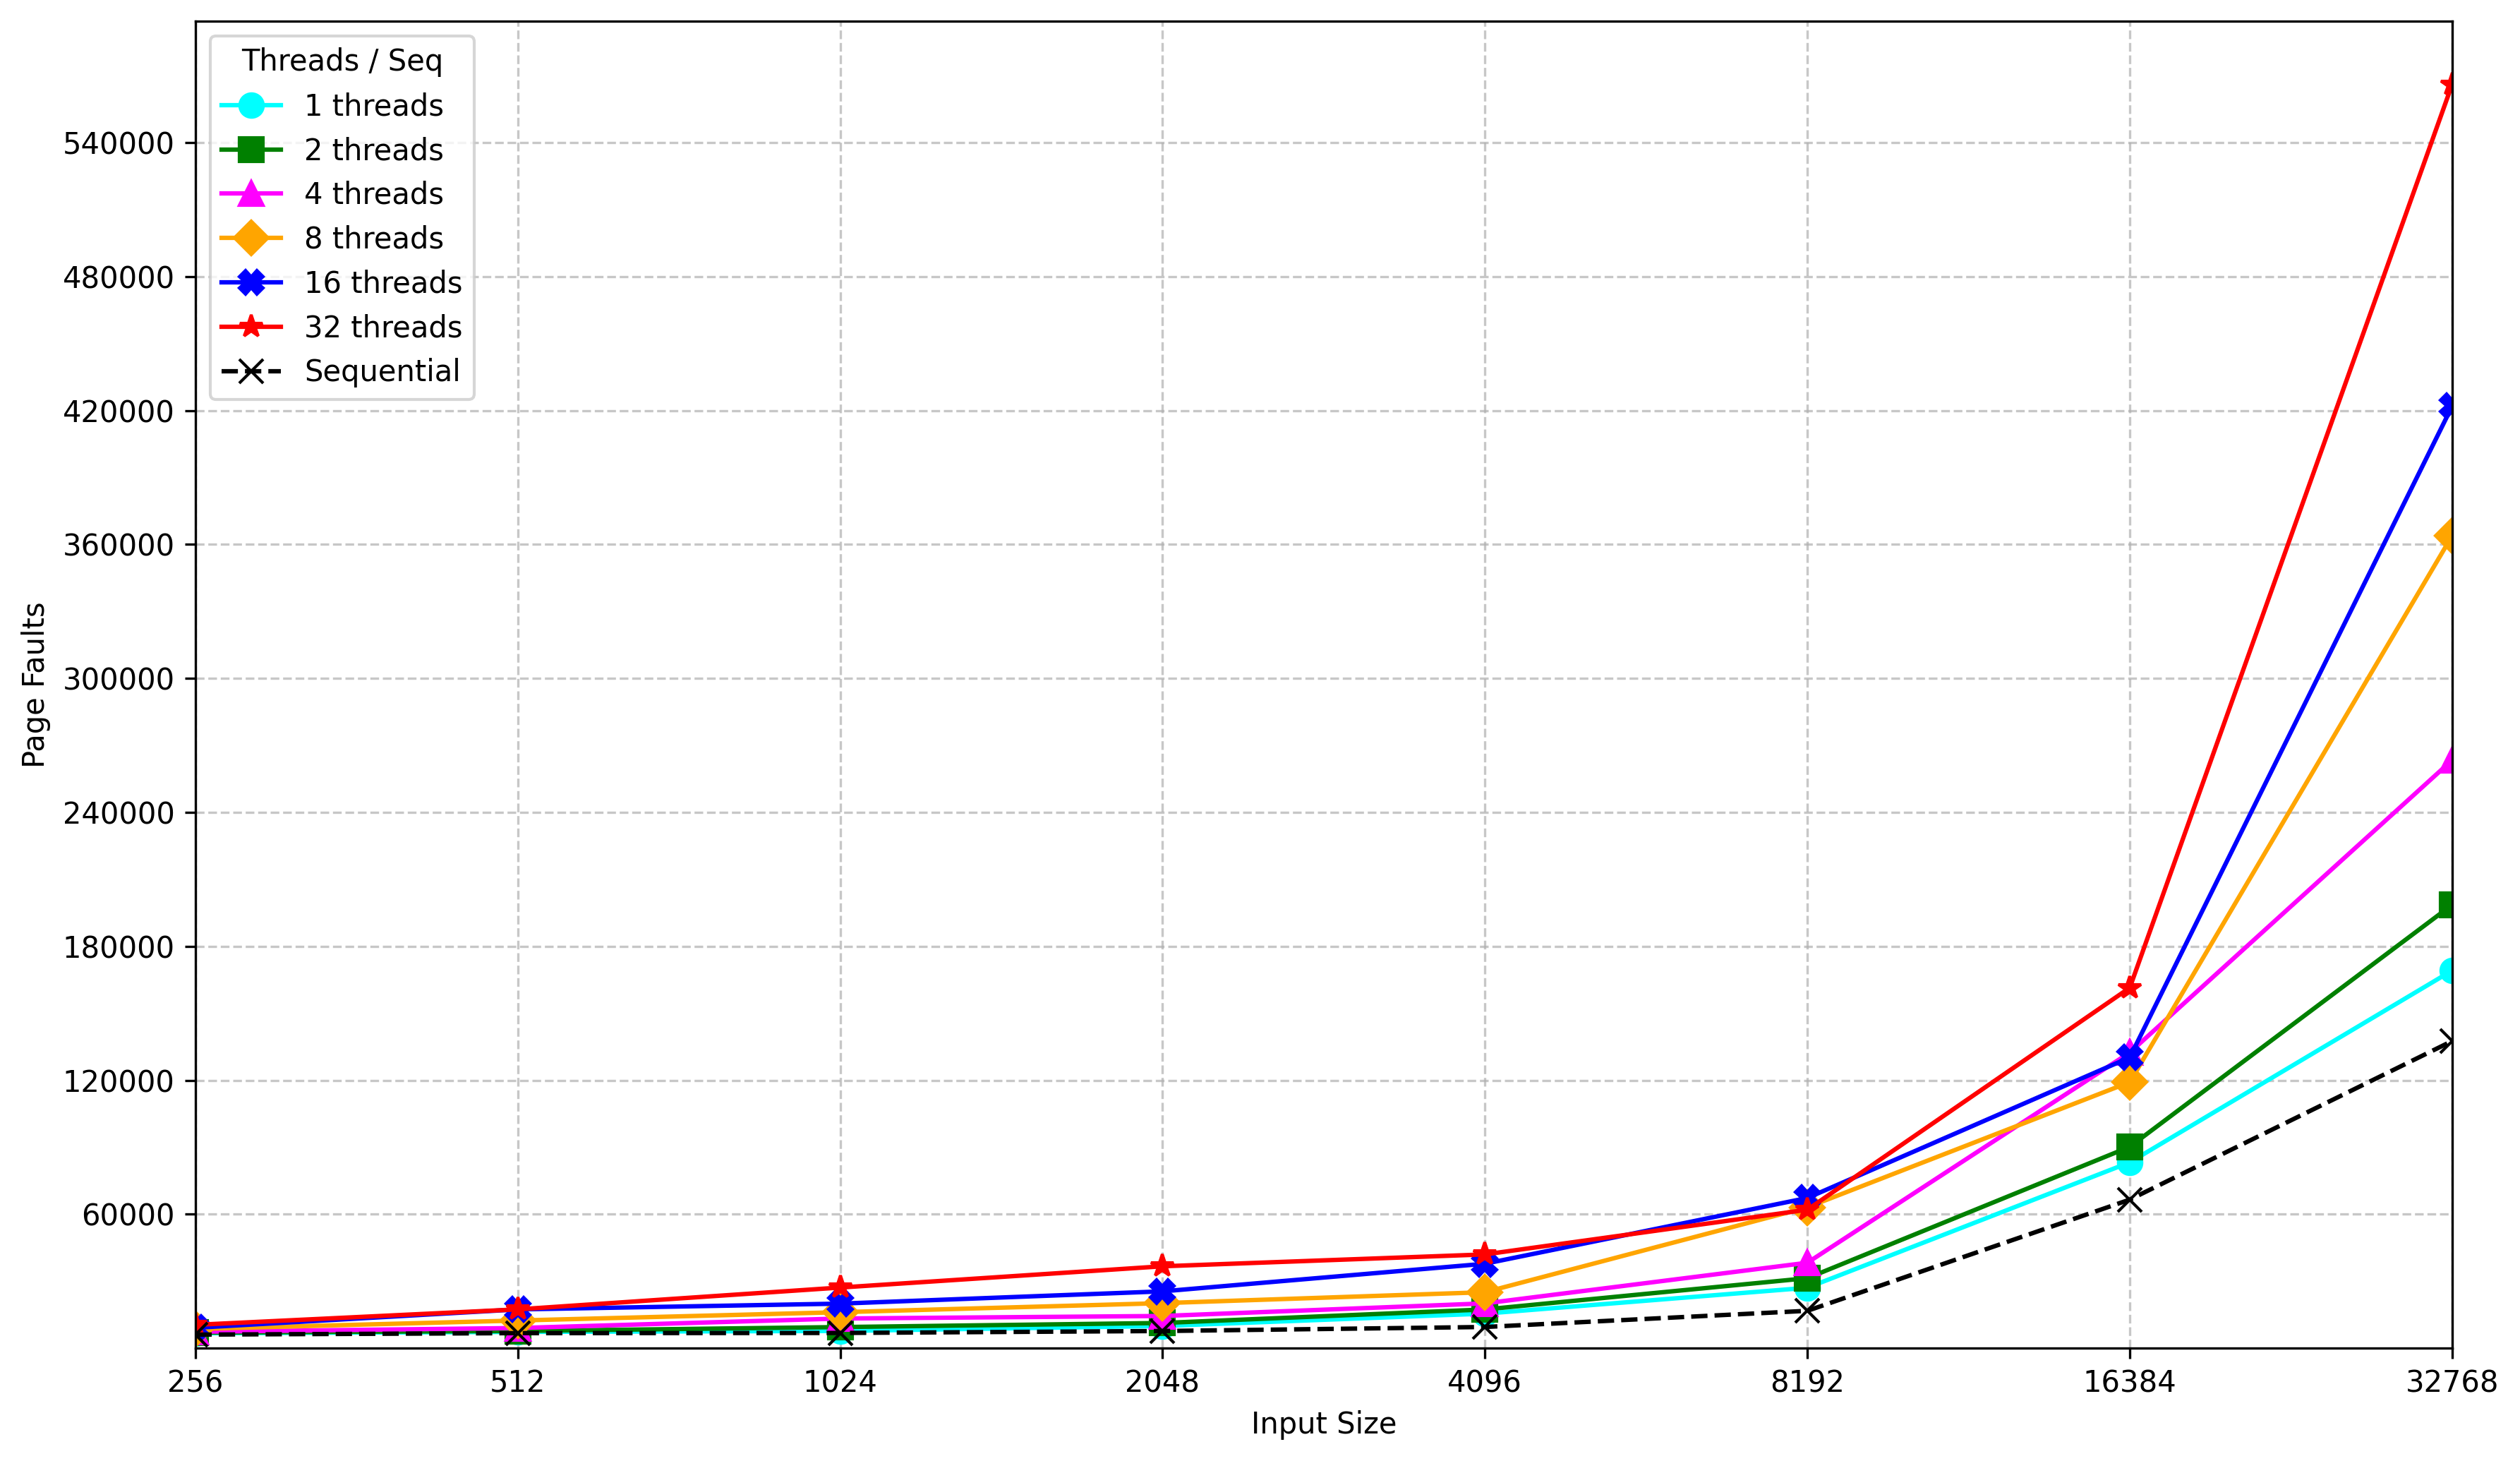 Threads / Seq
1 threads
2 threads
4 threads
8 threads
16 threads
32 threads
Sequential
540000
480000
420000
360000
300000
240000
180000
120000
60000
Page Faults
256 512 1024 2048 4096 8192 16384 32768
Input Size